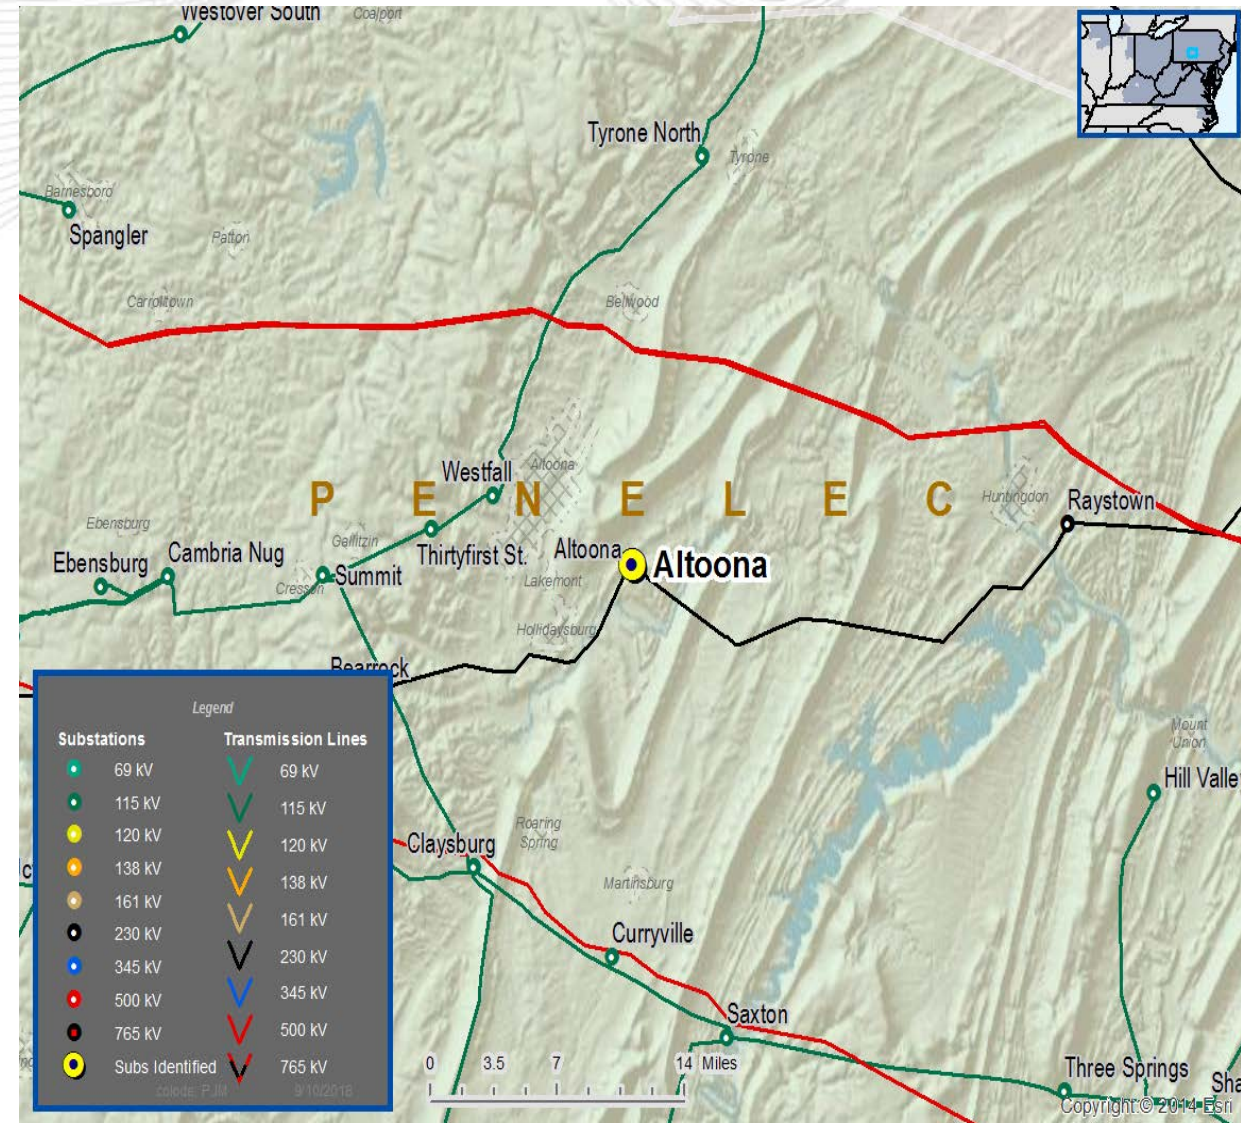 Westover South
Coalport
Tyrone North
Tyrone
Barnesboro
Spangler
Patton
Carrolltown
Bellwood
Westfall
Altoona
P E N E L E C
Huntingdon
Raystown
Ebensburg
Gallitzin
Ebensburg
Cambria Nug
Thirtyfirst St.
Altoona
Altoona
Summit
Cresson
Lakemont
Hollidaysburg
Bearrock
Mount
Union
Hill Valle
Roaring
Spring
Claysburg
Martinsburg
Curryville
Saxton
Three Springs
Sha
Legend
Substations Transmission Lines
69 kV 69 kV
115 kV 115 kV
120 kV 120 kV
138 kV 138 kV
161 kV 161 kV
230 kV 230 kV
345 kV 345 kV
500 kV 500 kV
765 kV 765 kV
Subs Identified
9/10/2018
0 3.5 7 14 Miles
Copyright:© 2014 Esri